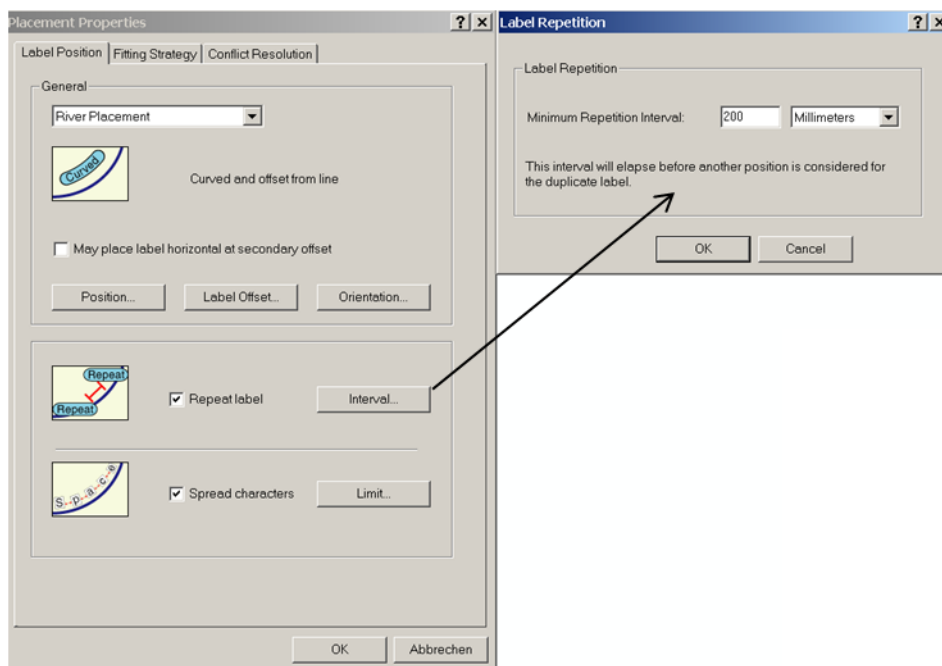 Placement Properties
Label Position
Fitting Strategy
Conflict Resolution
General
River Placement
Curved
Curved and offset from line
May place label horizontal at secondary offset
Position...
Label Offset...
Orientation...
Repeat
Repeat
Repeat label
Interval...
S--p--a--c--e
Spread characters
Limit...
OK
Abbrechen
Label Repetition
Label Repetition
Minimum Repetition Interval:
200
Millimeters
This interval will elapse before another position is considered for
the duplicate label.
OK
Cancel